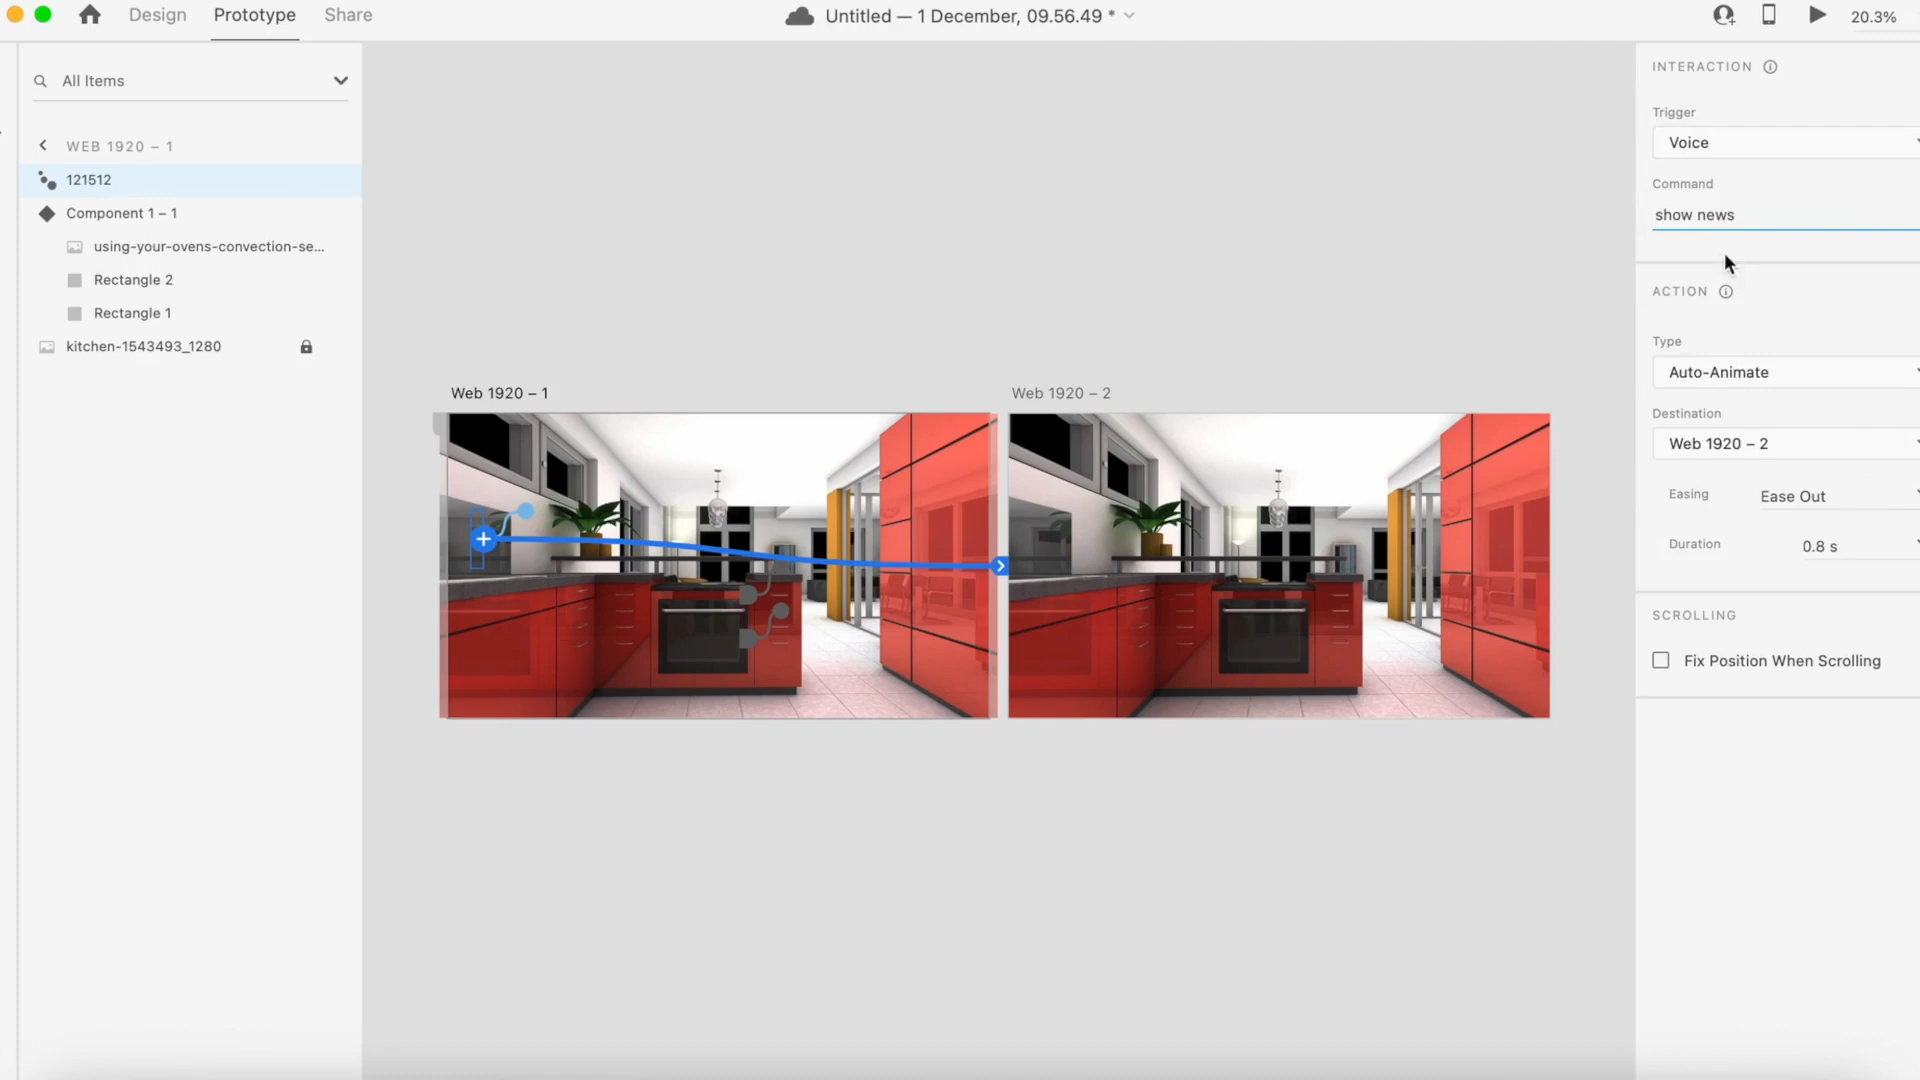 Design
Prototype
Share
Untitled — 1 December, 09.56.49 *
20.3%
All Items
WEB 1920 – 1
121512
Component 1 – 1
using-your-ovens-convection-se...
Rectangle 2
Rectangle 1
kitchen-1543493_1280
Web 1920 – 1
Web 1920 – 2
INTERACTION
Trigger
Voice
Command
show news
ACTION
Type
Auto-Animate
Destination
Web 1920 – 2
Easing
Ease Out
Duration
0.8 s
SCROLLING
Fix Position When Scrolling